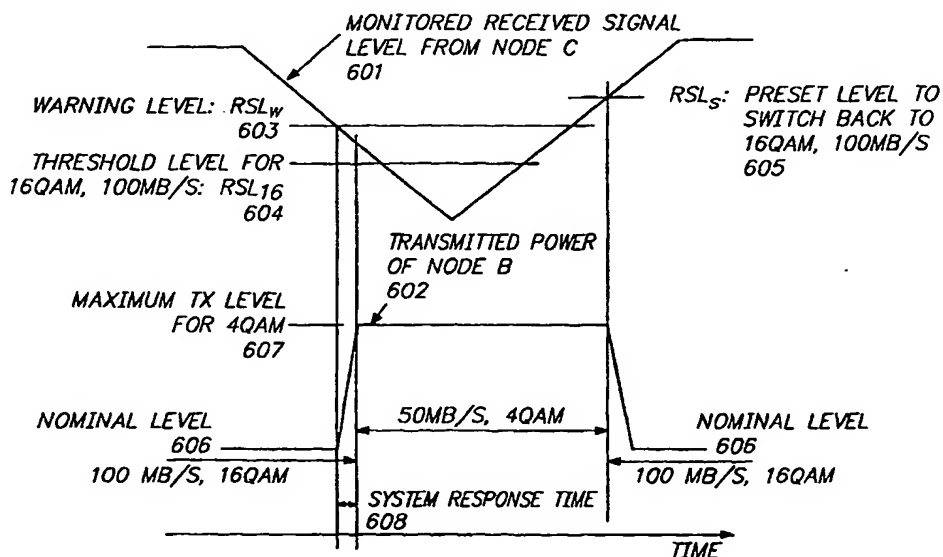 MONITORED RECEIVED SIGNAL
LEVEL FROM NODE C
601
WARNING LEVEL: RSLW
603
THRESHOLD LEVEL FOR
16QAM, 100MB/S: RSL16
604
RSLS: PRESET LEVEL TO
SWITCH BACK TO
16QAM, 100MB/S
605
TRANSMITTED POWER
OF NODE B
602
MAXIMUM TX LEVEL
FOR 4QAM
607
NOMINAL LEVEL
606
100 MB/S, 16QAM
50MB/S, 4QAM
NOMINAL LEVEL
606
100 MB/S, 16QAM
SYSTEM RESPONSE TIME
608
TIME